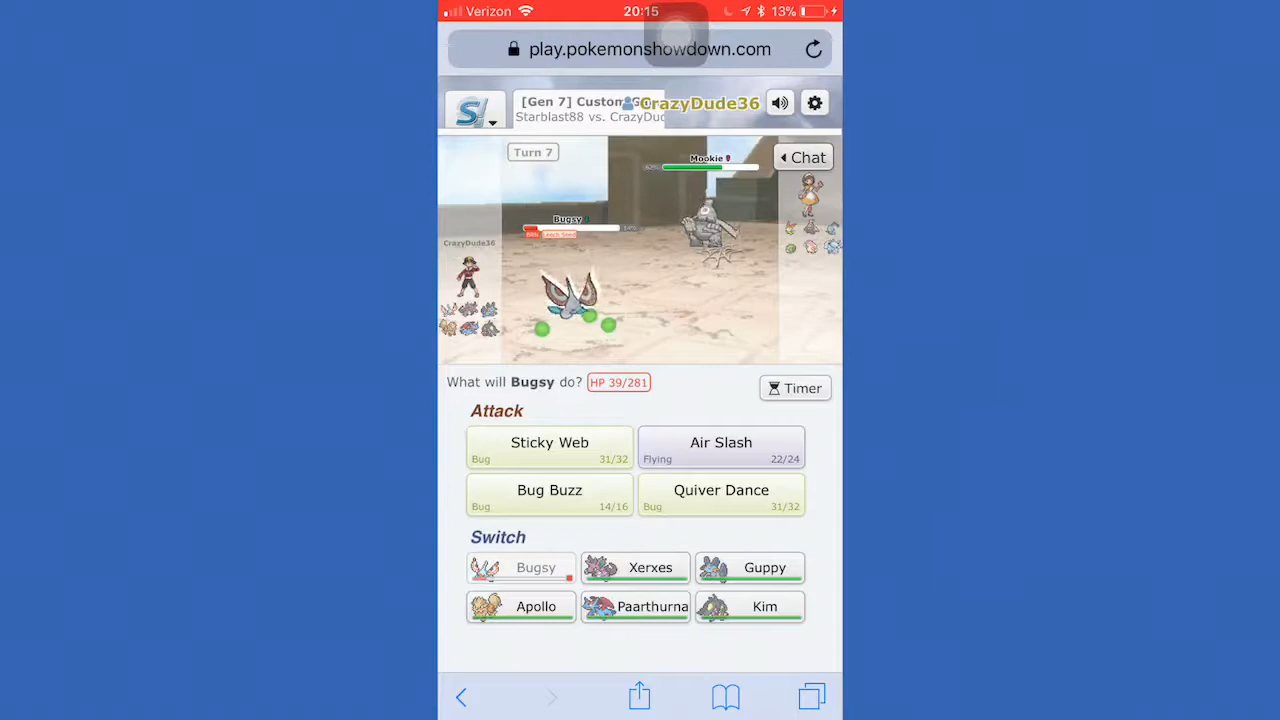 Verizon 20:15 13%
play.pokemonshowdown.com
[Gen 7] Custom
CrazyDude36
Starblast88 vs. CrazyDud
Turn 7
Mookie
Chat
Bugsy
Leech Seed
CrazyDude36
What will Bugsy do? HP 39/281
Timer
Attack
Sticky Web
Bug 31/32
Air Slash
Flying 22/24
Bug Buzz
Bug 14/16
Quiver Dance
Bug 31/32
Switch
Bugsy Xerxes Guppy
Apollo Paarthurna Kim